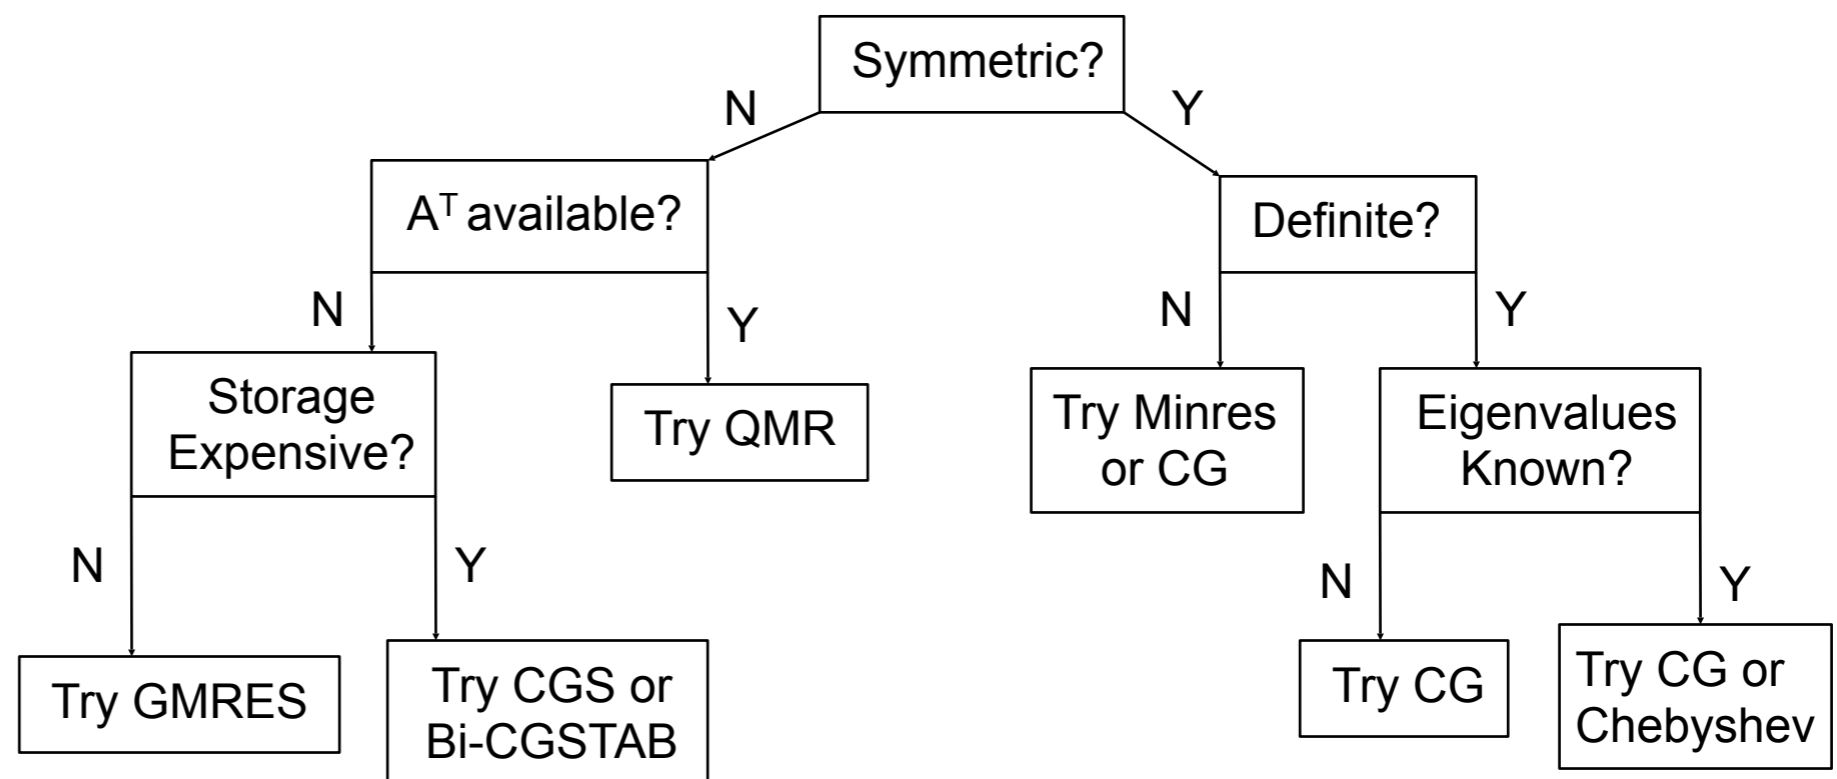 Symmetric?
N
Y
Aᵀ available?
Definite?
N
Y
N
Y
Storage
Expensive?
Try QMR
Try Minres
or CG
Eigenvalues
Known?
N
Y
N
Y
Try GMRES
Try CGS or
Bi-CGSTAB
Try CG
Try CG or
Chebyshev